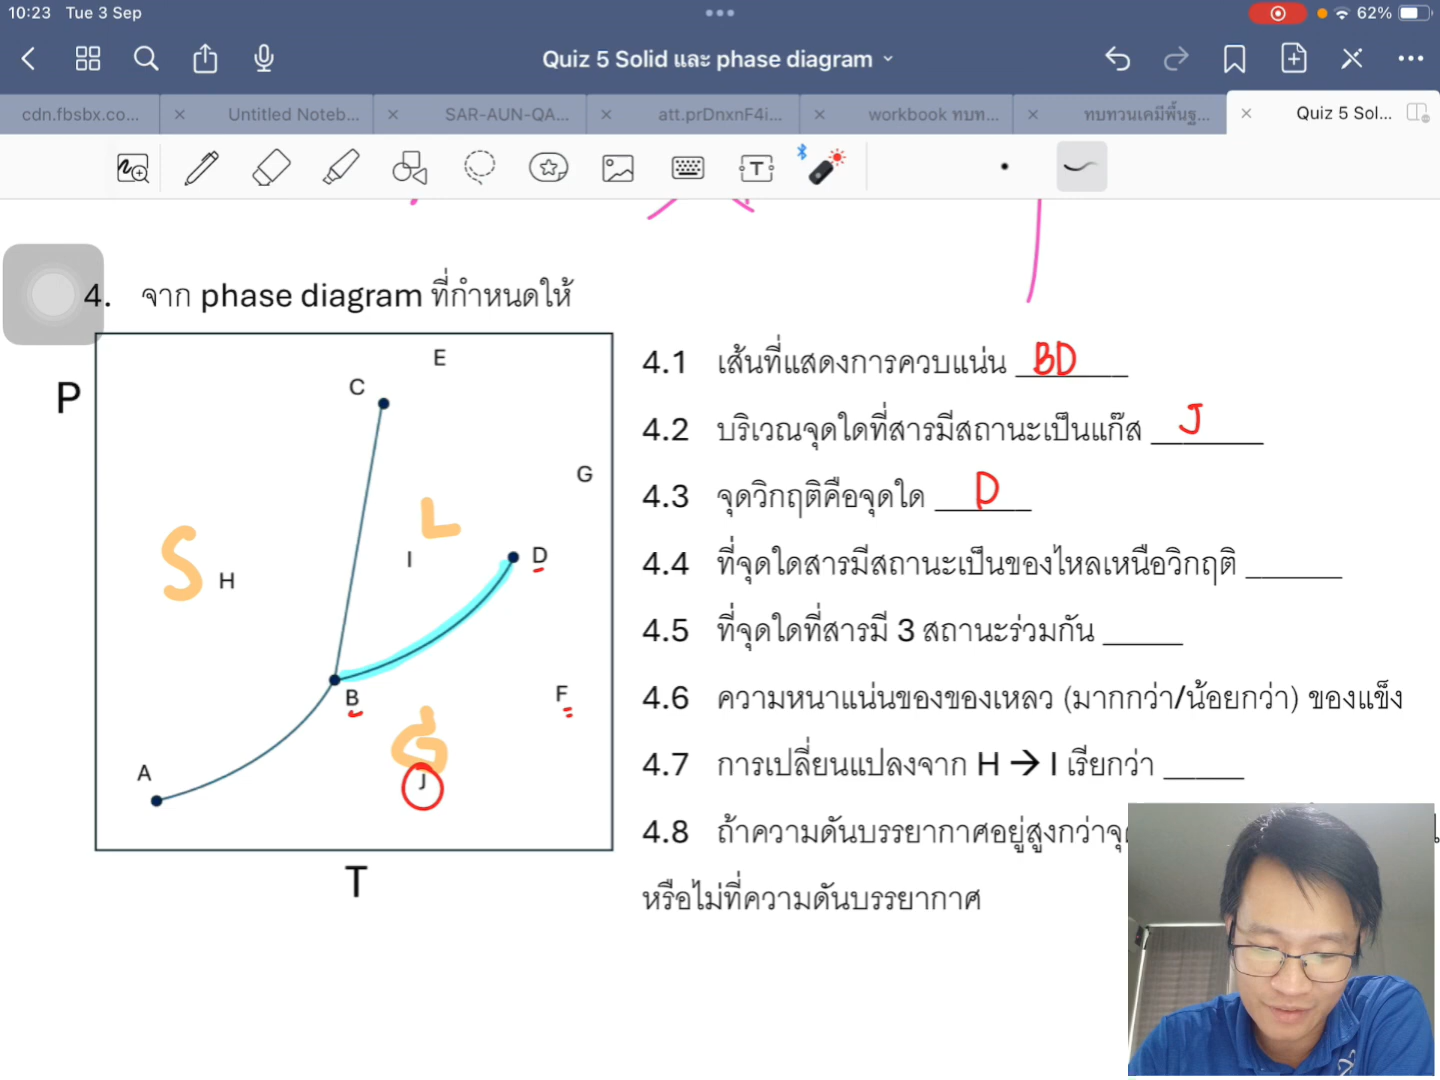 10:23 Tue 3 Sep
62%
Quiz 5 Solid และ phase diagram
cdn.fbsbx.co...
Untitled Noteb...
SAR-AUN-QA...
att.prDnxnF4i...
workbook ทบท...
ทบทวนเคมีพื้นฐ...
Quiz 5 Sol...
4. จาก phase diagram ที่กำหนดให้
P
E
C
G
S
L
H
I
D
B
F
G
A
J
T
4.1 เส้นที่แสดงการควบแน่น BD
4.2 บริเวณจุดใดที่สารมีสถานะเป็นแก๊ส J
4.3 จุดวิกฤติคือจุดใด D
4.4 ที่จุดใดสารมีสถานะเป็นของไหลเหนือวิกฤติ ______
4.5 ที่จุดใดที่สารมี 3 สถานะร่วมกัน _____
4.6 ความหนาแน่นของของเหลว (มากกว่า/น้อยกว่า) ของแข็ง
4.7 การเปลี่ยนแปลงจาก H → I เรียกว่า _____
4.8 ถ้าความดันบรรยากาศอยู่สูงกว่า
หรือไม่ที่ความดันบรรยากาศ